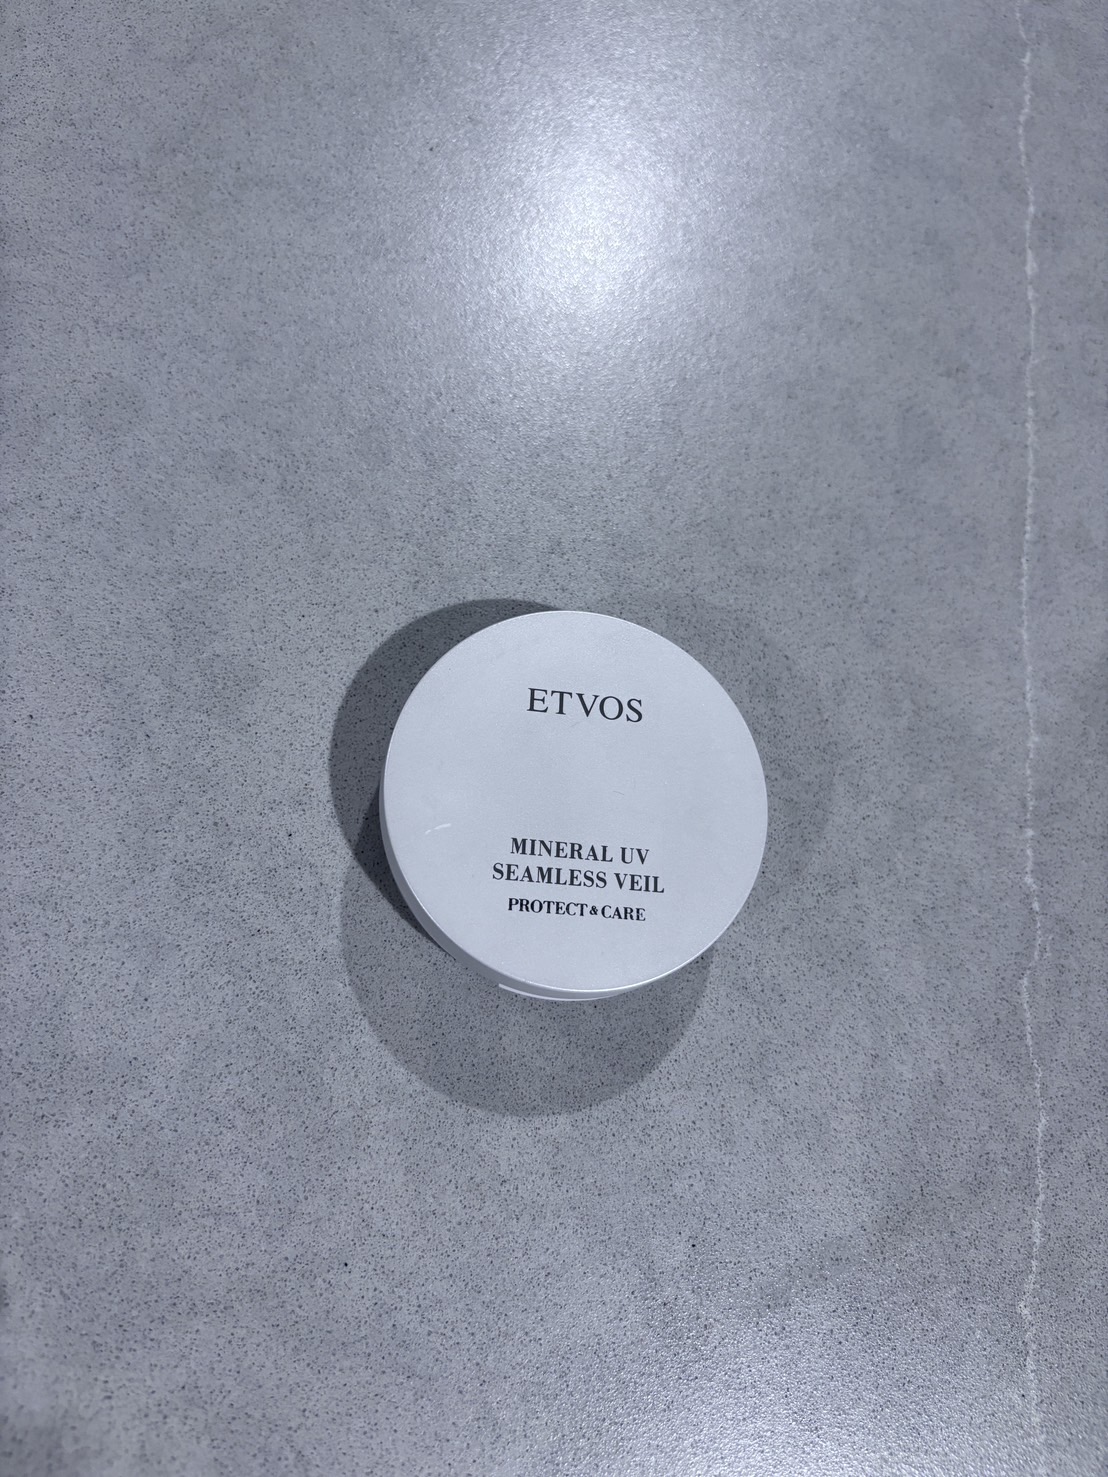 ETVOS
MINERAL UV
SEAMLESS VEIL
PROTECT & CARE